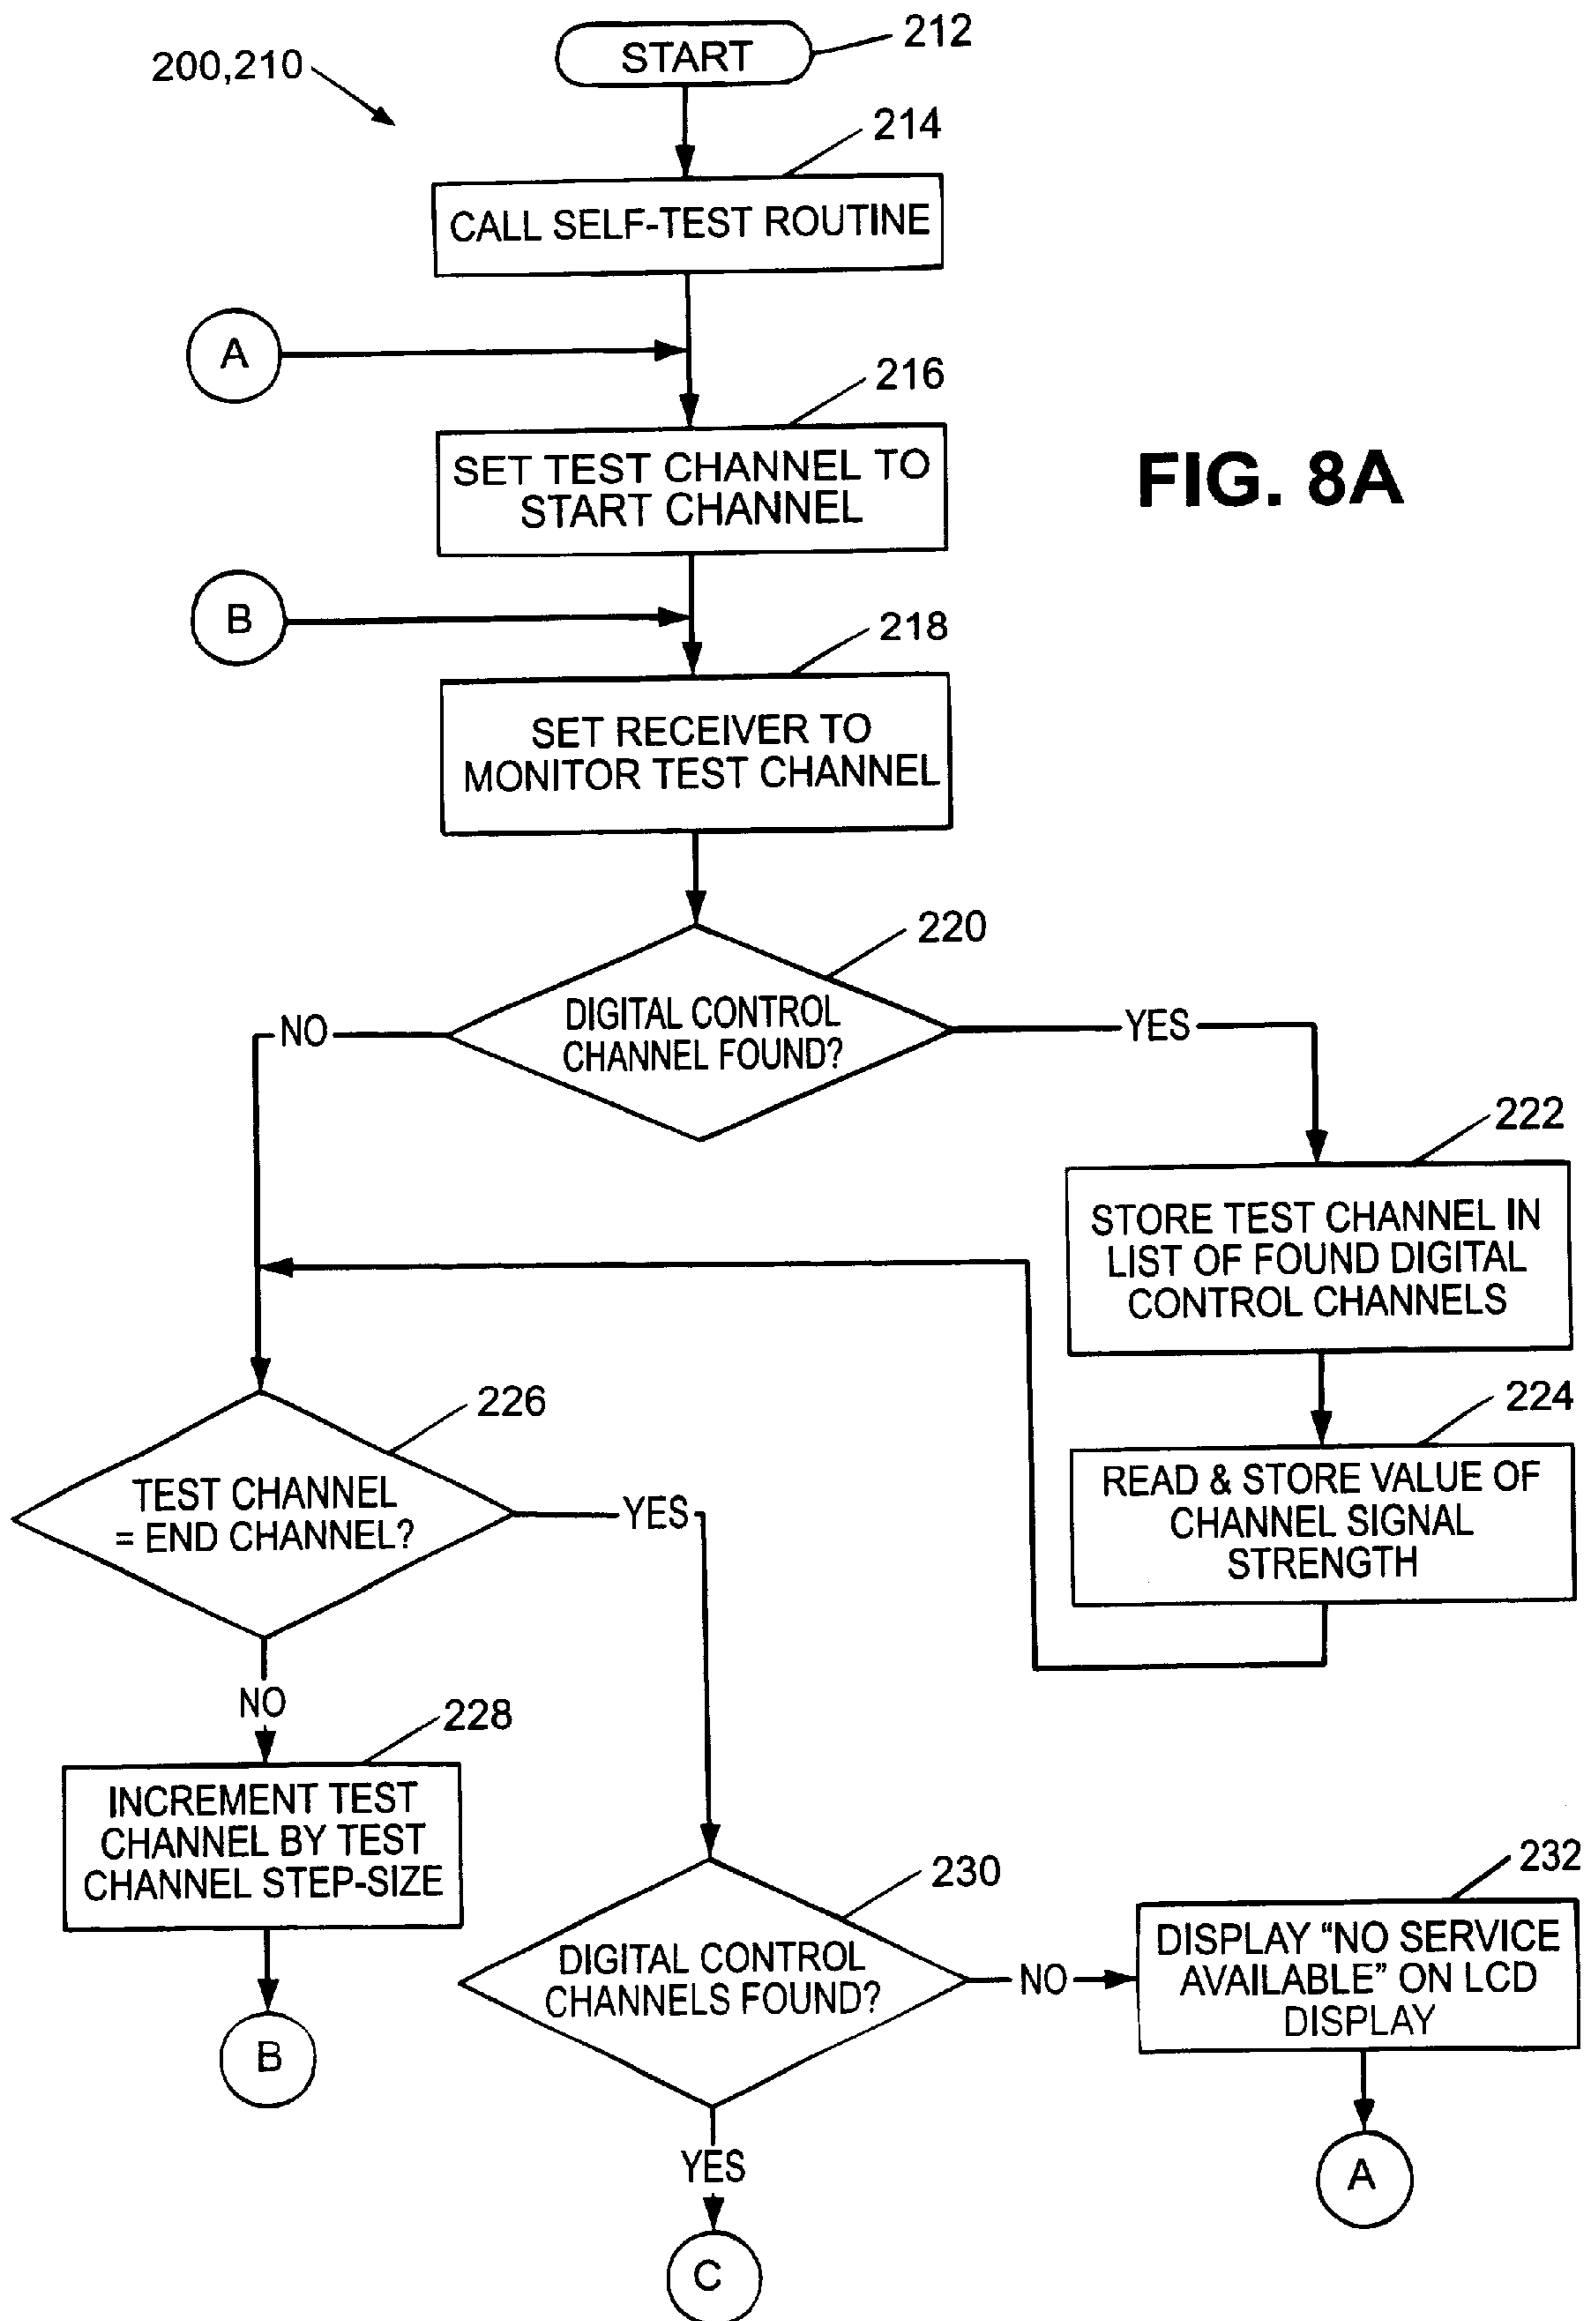 START
212
200,210
214
CALL SELF-TEST ROUTINE
A
216
SET TEST CHANNEL TO
START CHANNEL
FIG. 8A
B
218
SET RECEIVER TO
MONITOR TEST CHANNEL
220
DIGITAL CONTROL
CHANNEL FOUND?
NO
YES
222
STORE TEST CHANNEL IN
LIST OF FOUND DIGITAL
CONTROL CHANNELS
224
READ & STORE VALUE OF
CHANNEL SIGNAL
STRENGTH
226
TEST CHANNEL
= END CHANNEL?
YES
NO
228
INCREMENT TEST
CHANNEL BY TEST
CHANNEL STEP-SIZE
B
230
DIGITAL CONTROL
CHANNELS FOUND?
NO
232
DISPLAY “NO SERVICE
AVAILABLE” ON LCD
DISPLAY
A
YES
C